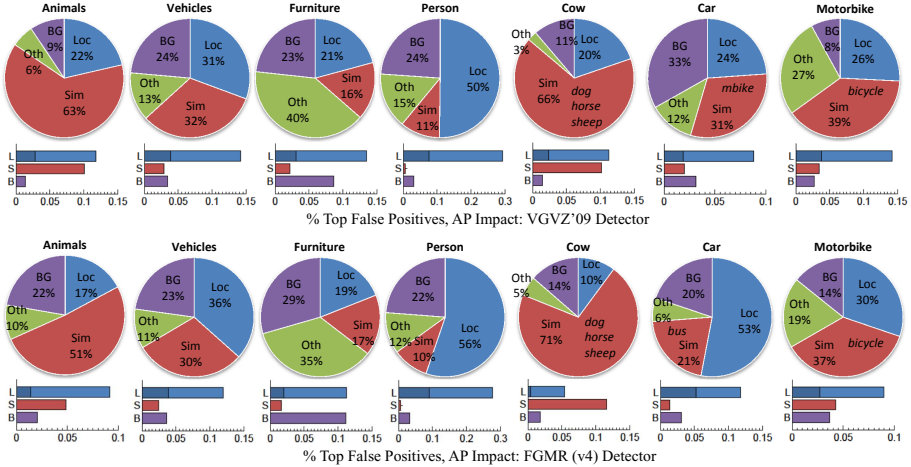 Animals Vehicles Furniture Person Cow Car Motorbike
BG 9% Loc 22% Oth 6% Sim 63%
BG 24% Loc 31% Oth 13% Sim 32%
BG 23% Loc 21% Sim 16% Oth 40%
BG 24% Loc 50% Oth 15% Sim 11%
BG 11% Loc 20% Oth 3% Sim 66% dog horse sheep
BG 33% Loc 24% Oth 12% Sim 31% mbike
BG 8% Loc 26% Oth 27% Sim 39% bicycle
L L L L L L L
S S S S S S S
B B B B B B B
0 0.05 0.1 0.15 0 0.05 0.1 0.15 0 0.05 0.1 0.15 0 0.1 0.2 0.3 0 0.05 0.1 0.15 0 0.05 0.1 0 0.05 0.1 0.15
% Top False Positives, AP Impact: VGVZ'09 Detector
Animals Vehicles Furniture Person Cow Car Motorbike
BG 22% Loc 17% Oth 10% Sim 51%
BG 23% Loc 36% Oth 11% Sim 30%
BG 29% Loc 19% Sim 17% Oth 35%
BG 22% Loc 56% Oth 12% Sim 10%
BG 14% Loc 10% Oth 5% Sim 71% dog horse sheep
BG 20% Loc 53% Oth 6% bus Sim 21%
BG 14% Loc 30% Oth 19% Sim 37% bicycle
L L L L L L L
S S S S S S S
B B B B B B B
0 0.05 0.1 0 0.05 0.1 0.15 0 0.05 0.1 0.15 0 0.1 0.2 0.3 0 0.05 0.1 0.15 0 0.05 0.1 0.15 0 0.05 0.1
% Top False Positives, AP Impact: FGMR (v4) Detector